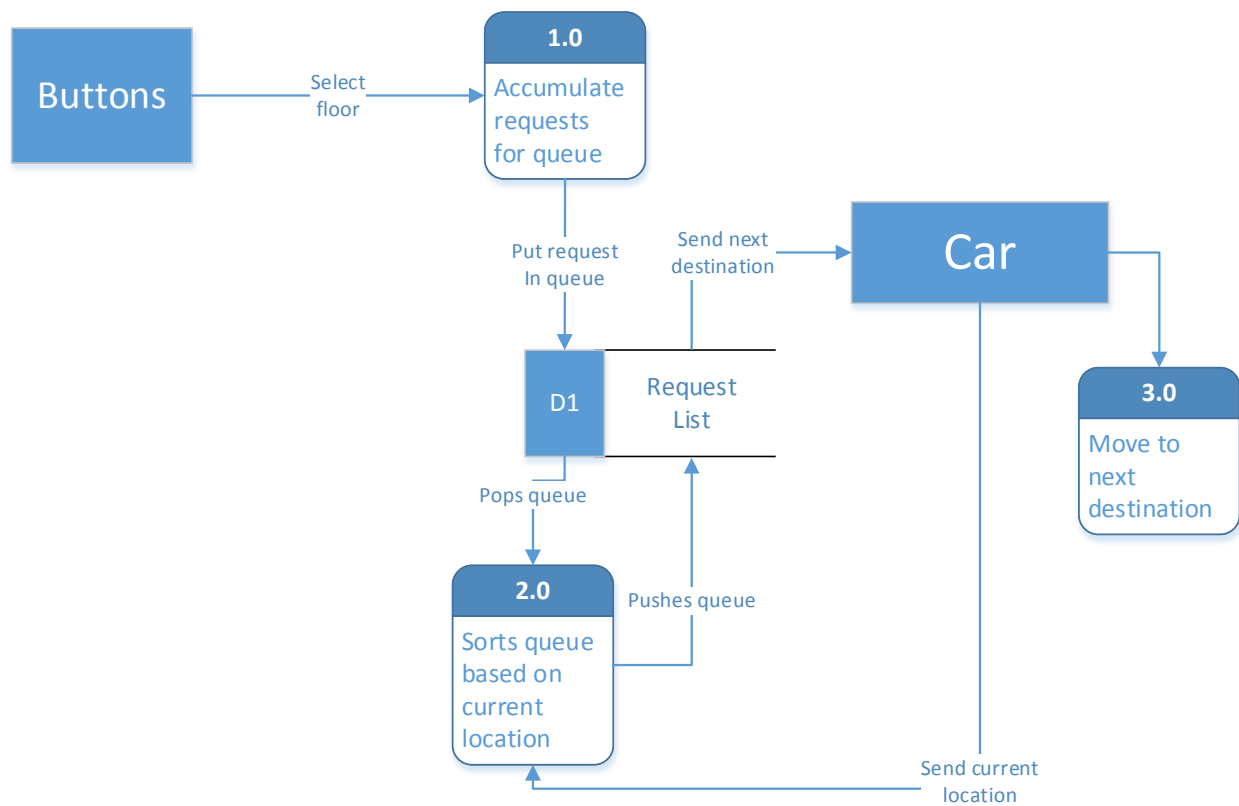 Buttons
Select
floor
1.0
Accumulate
requests
for queue
Put request
In queue
Send next
destination
Car
D1
Request
List
3.0
Move to
next
destination
Pops queue
2.0
Sorts queue
based on
current
location
Pushes queue
Send current
location